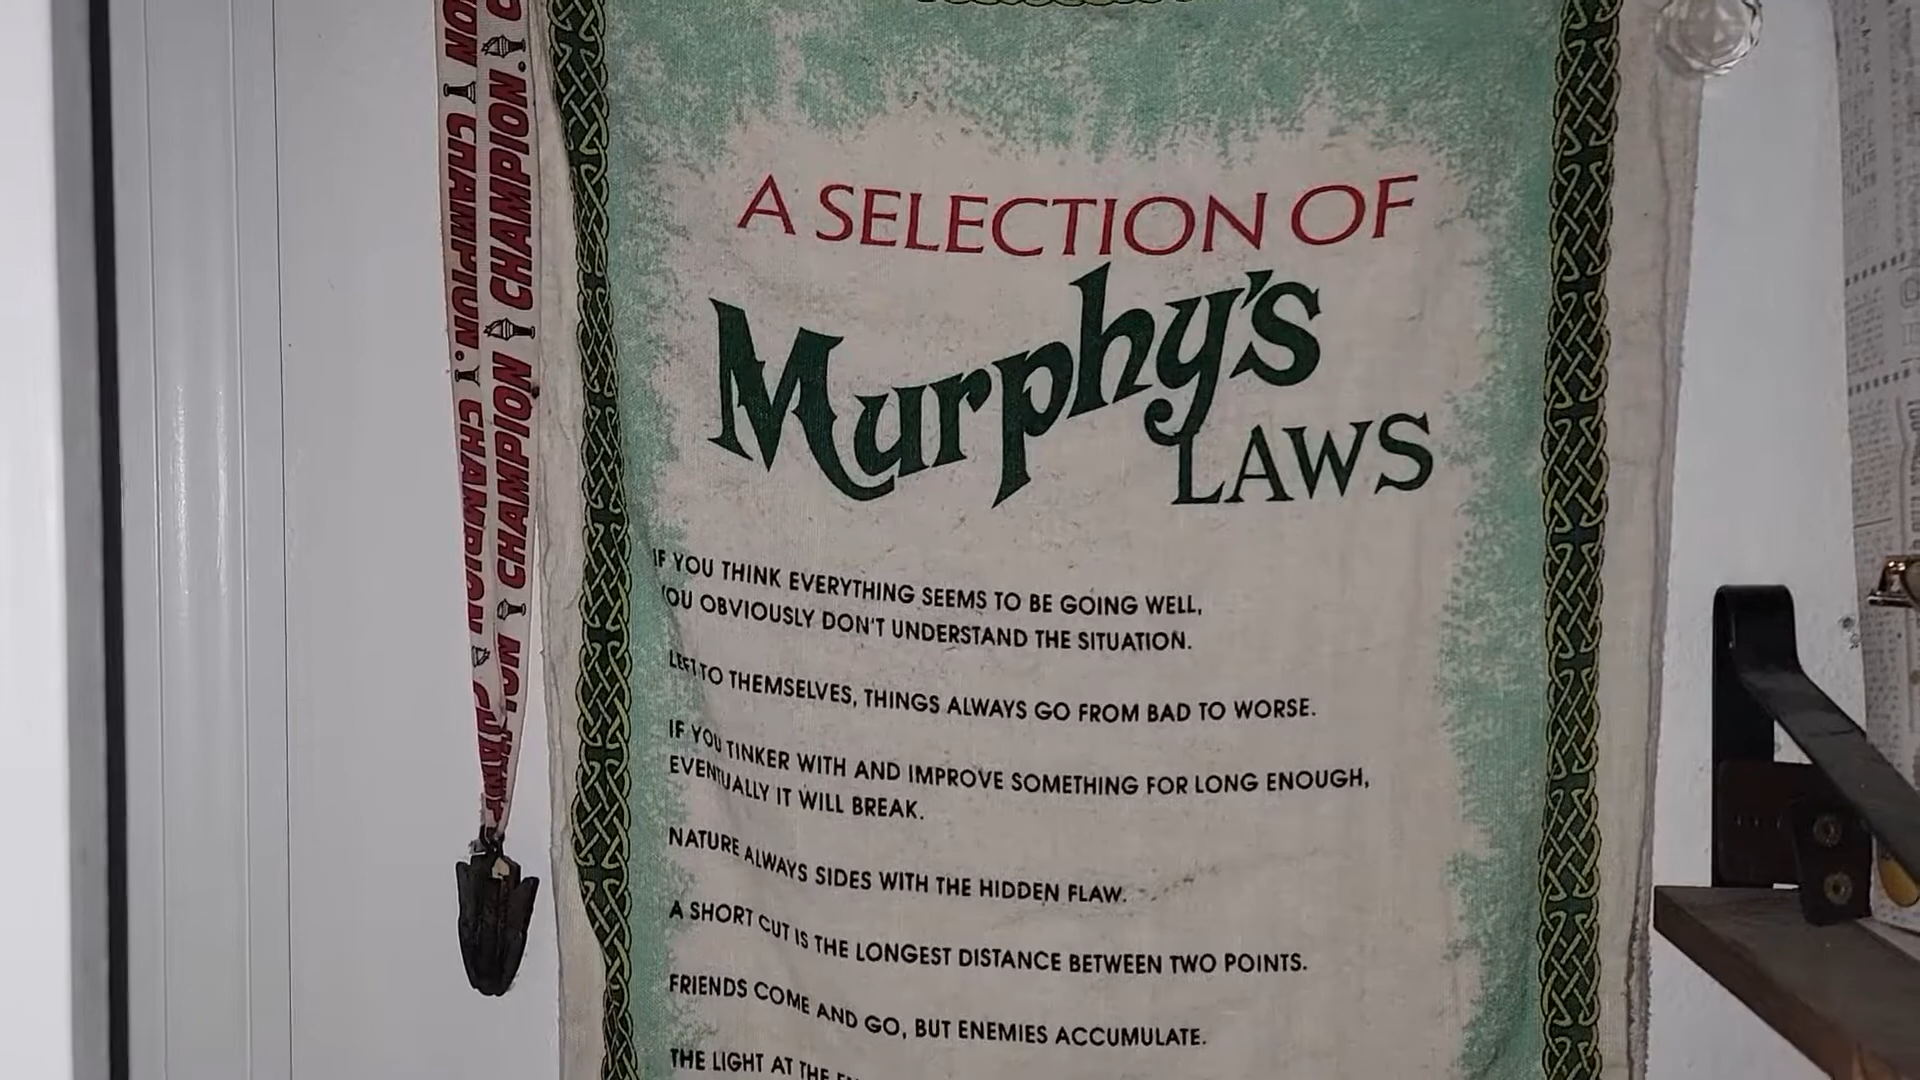 A SELECTION OF
Murphy's
LAWS
IF YOU THINK EVERYTHING SEEMS TO BE GOING WELL,
YOU OBVIOUSLY DON'T UNDERSTAND THE SITUATION.
LEFT TO THEMSELVES, THINGS ALWAYS GO FROM BAD TO WORSE.
IF YOU TINKER WITH AND IMPROVE SOMETHING FOR LONG ENOUGH,
EVENTUALLY IT WILL BREAK.
NATURE ALWAYS SIDES WITH THE HIDDEN FLAW.
A SHORT CUT IS THE LONGEST DISTANCE BETWEEN TWO POINTS.
FRIENDS COME AND GO, BUT ENEMIES ACCUMULATE.
THE LIGHT AT THE
CHAMPION. CHAMPION
CHAMPION. CHAMPION CHAMPION